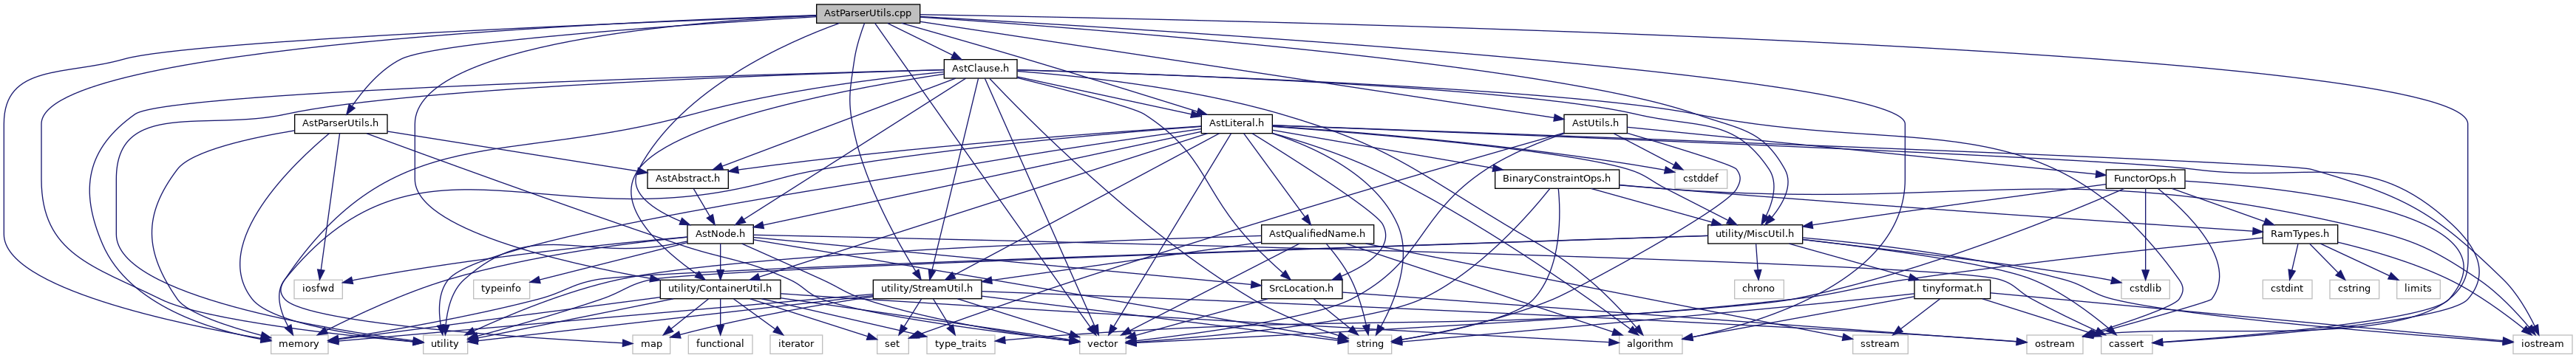 AstParserUtils.cpp
AstClause.h
AstParserUtils.h
AstLiteral.h
AstUtils.h
AstAbstract.h
cstddef
BinaryConstraintOps.h
FunctorOps.h
AstNode.h
AstQualifiedName.h
utility/MiscUtil.h
RamTypes.h
iosfwd
typeinfo
utility/ContainerUtil.h
utility/StreamUtil.h
SrcLocation.h
chrono
tinyformat.h
cstdlib
cstdint
cstring
limits
memory
utility
map
functional
iterator
set
type_traits
vector
string
algorithm
sstream
ostream
cassert
iostream